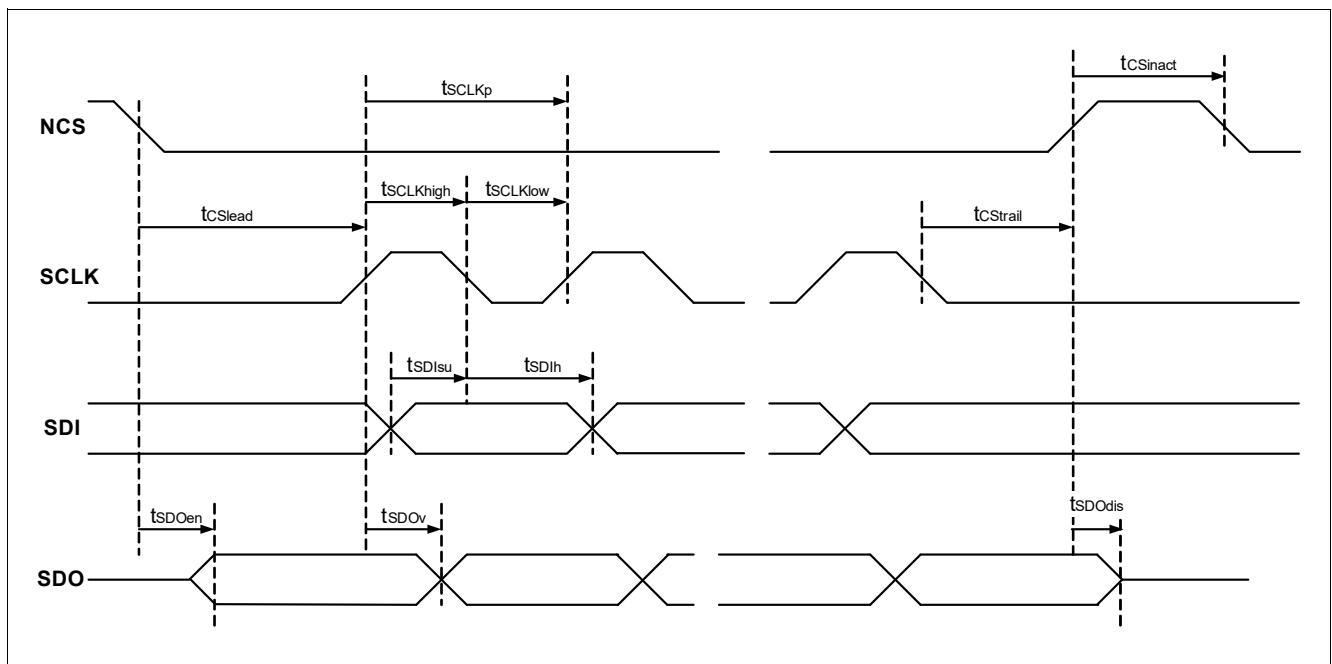 tCSinact
tSCLKp
NCS
tSCLKhigh tSCLKlow
tCSlead
tCStrail
SCLK
tSDIsu tSDIh
SDI
tSDOen
tSDOv
tSDOdis
SDO